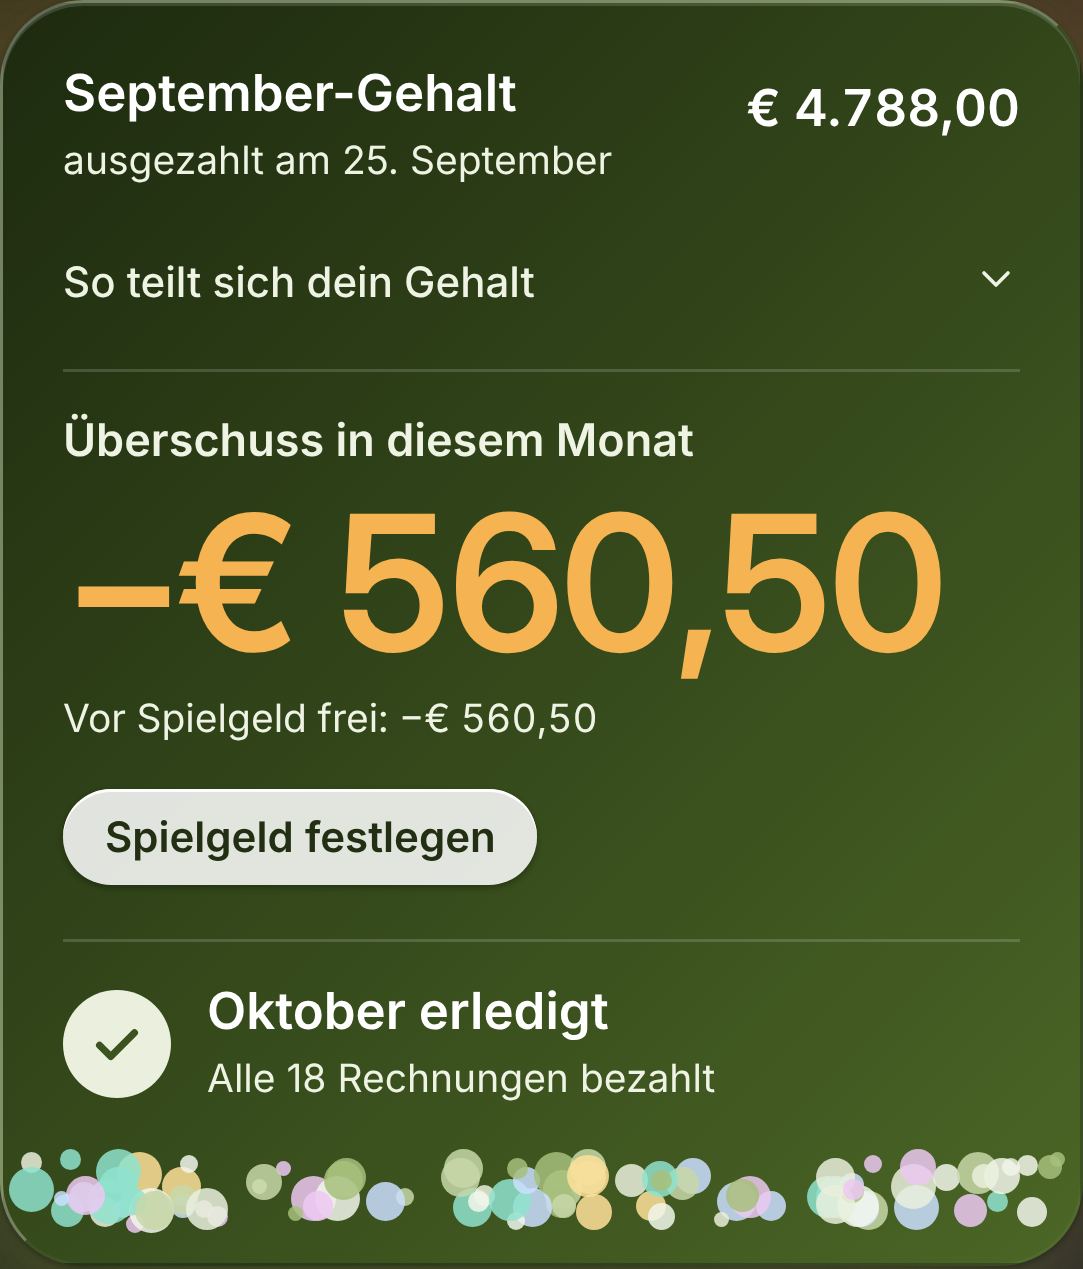 September-Gehalt
€ 4.788,00
ausgezahlt am 25. September
So teilt sich dein Gehalt
Überschuss in diesem Monat
−€ 560,50
Vor Spielgeld frei: −€ 560,50
Spielgeld festlegen
Oktober erledigt
Alle 18 Rechnungen bezahlt